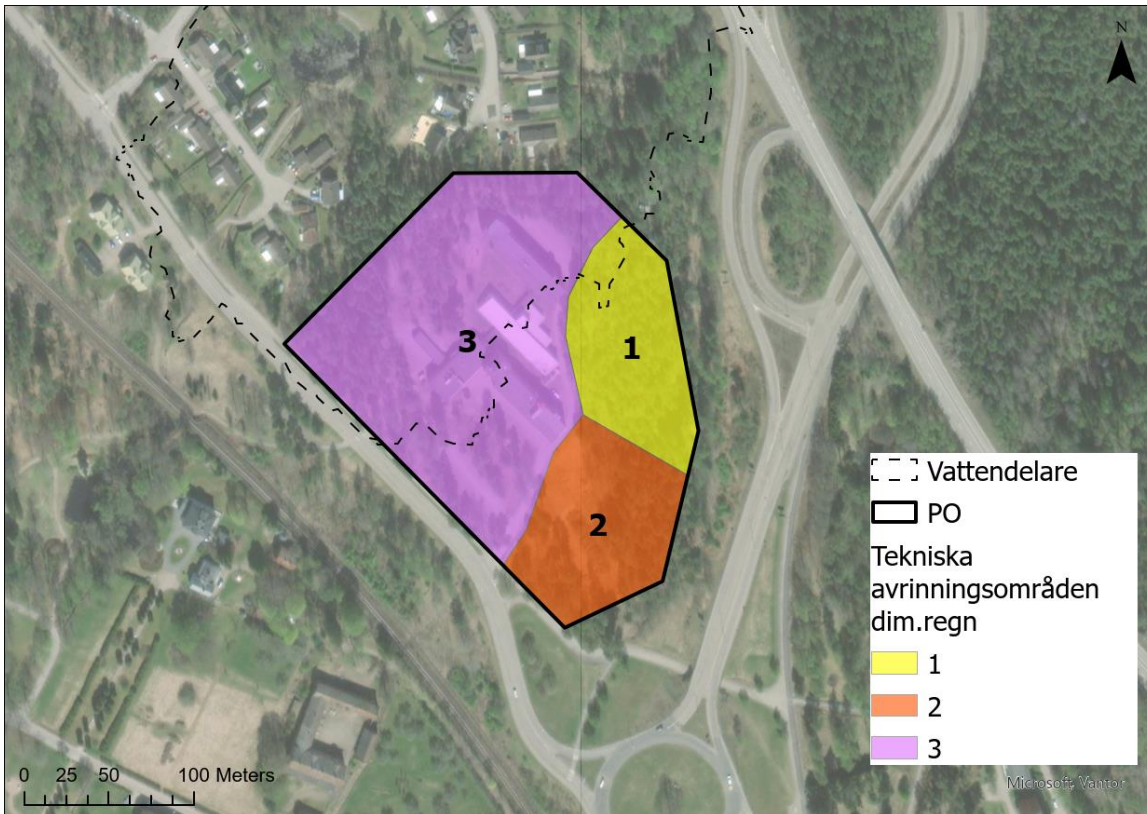 N
3
1
2
Vattendelare
PO
Tekniska
avrinningsområden
dim.regn
1
2
3
0 25 50 100 Meters
Microsoft, Vantor